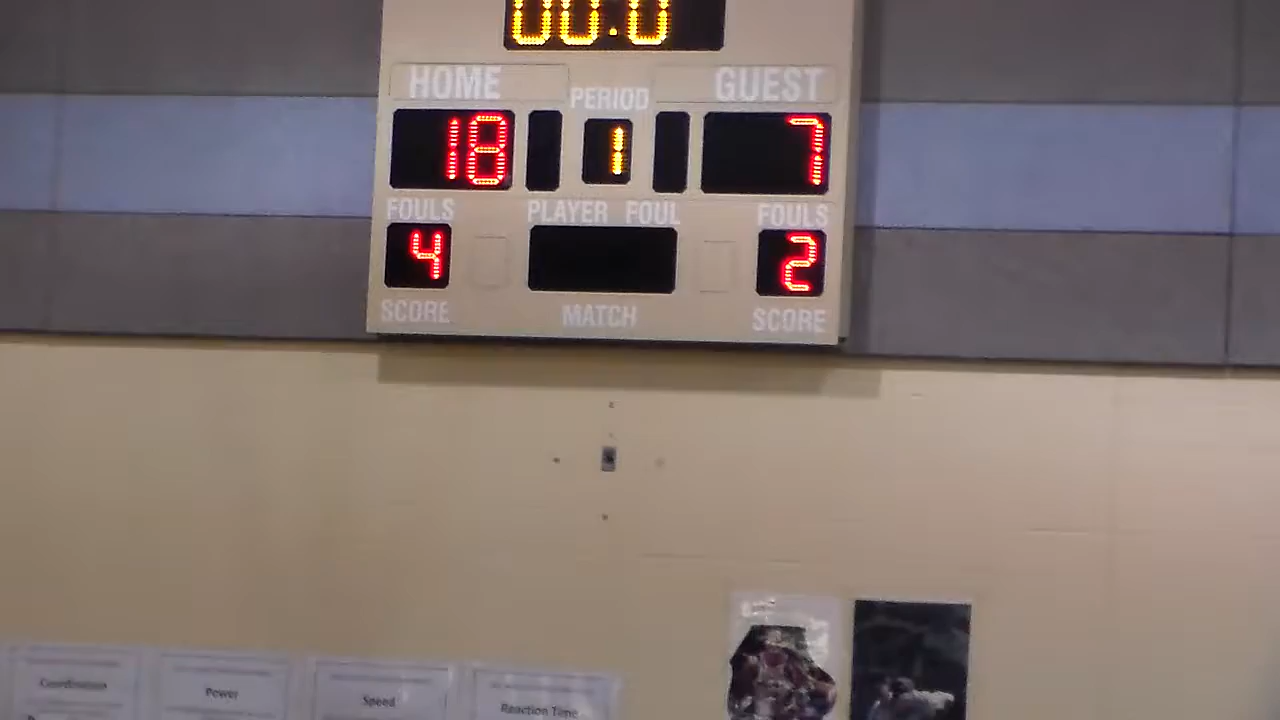 00.0
HOME PERIOD GUEST
18 1 7
FOULS PLAYER FOUL FOULS
4 2
SCORE MATCH SCORE
Coordination Power Speed Reaction Time